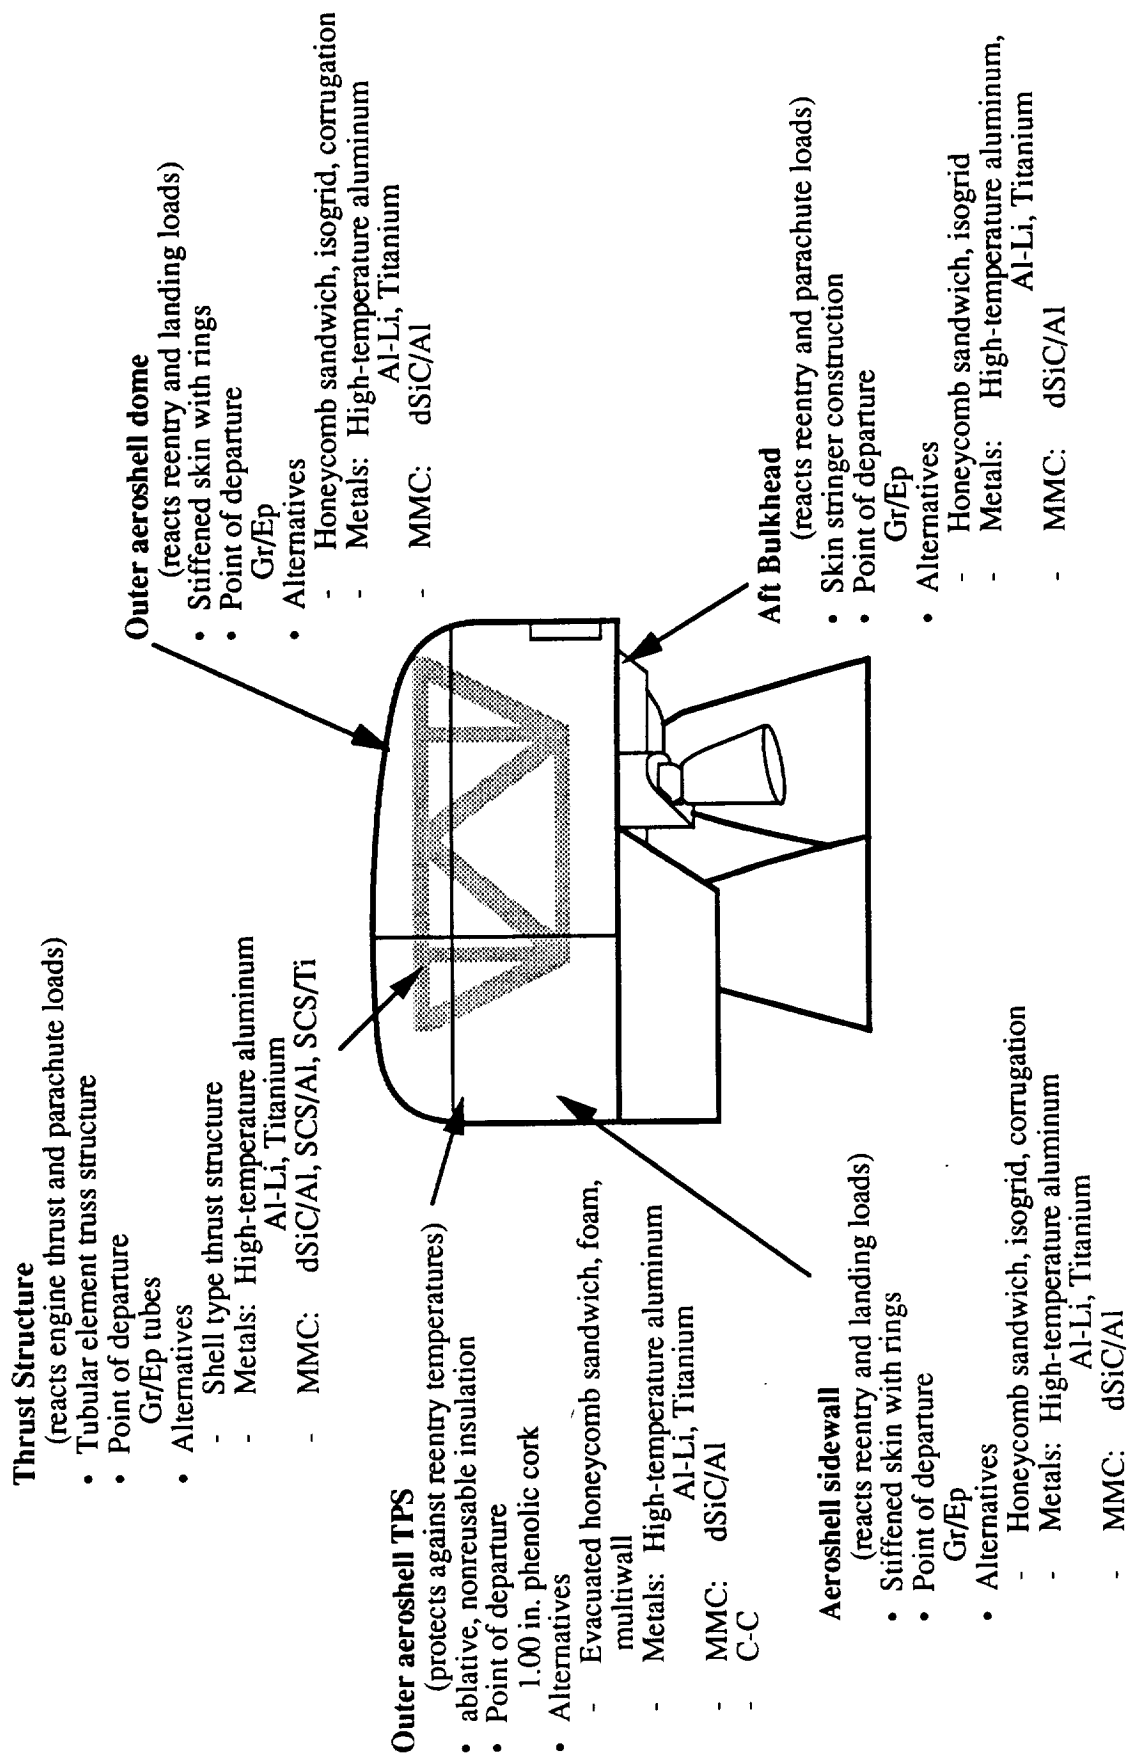 Thrust Structure
(reacts engine thrust and parachute loads)
• Tubular element truss structure
• Point of departure
Gr/Ep tubes
• Alternatives
- Shell type thrust structure
- Metals: High-temperature aluminum
Al-Li, Titanium
- MMC: dSiC/Al, SCS/Al, SCS/Ti
Outer aeroshell dome
(reacts reentry and landing loads)
• Stiffened skin with rings
• Point of departure
Gr/Ep
• Alternatives
- Honeycomb sandwich, isogrid, corrugation
- Metals: High-temperature aluminum
Al-Li, Titanium
- MMC: dSiC/Al
Outer aeroshell TPS
(protects against reentry temperatures)
• ablative, nonreusable insulation
• Point of departure
1.00 in. phenolic cork
• Alternatives
- Evacuated honeycomb sandwich, foam,
multiwall
- Metals: High-temperature aluminum
Al-Li, Titanium
- MMC: dSiC/Al
- C-C
Aeroshell sidewall
(reacts reentry and landing loads)
• Stiffened skin with rings
• Point of departure
Gr/Ep
• Alternatives
- Honeycomb sandwich, isogrid, corrugation
- Metals: High-temperature aluminum
Al-Li, Titanium
- MMC: dSiC/Al
Aft Bulkhead
(reacts reentry and parachute loads)
• Skin stringer construction
• Point of departure
Gr/Ep
• Alternatives
- Honeycomb sandwich, isogrid
- Metals: High-temperature aluminum,
Al-Li, Titanium
- MMC: dSiC/Al